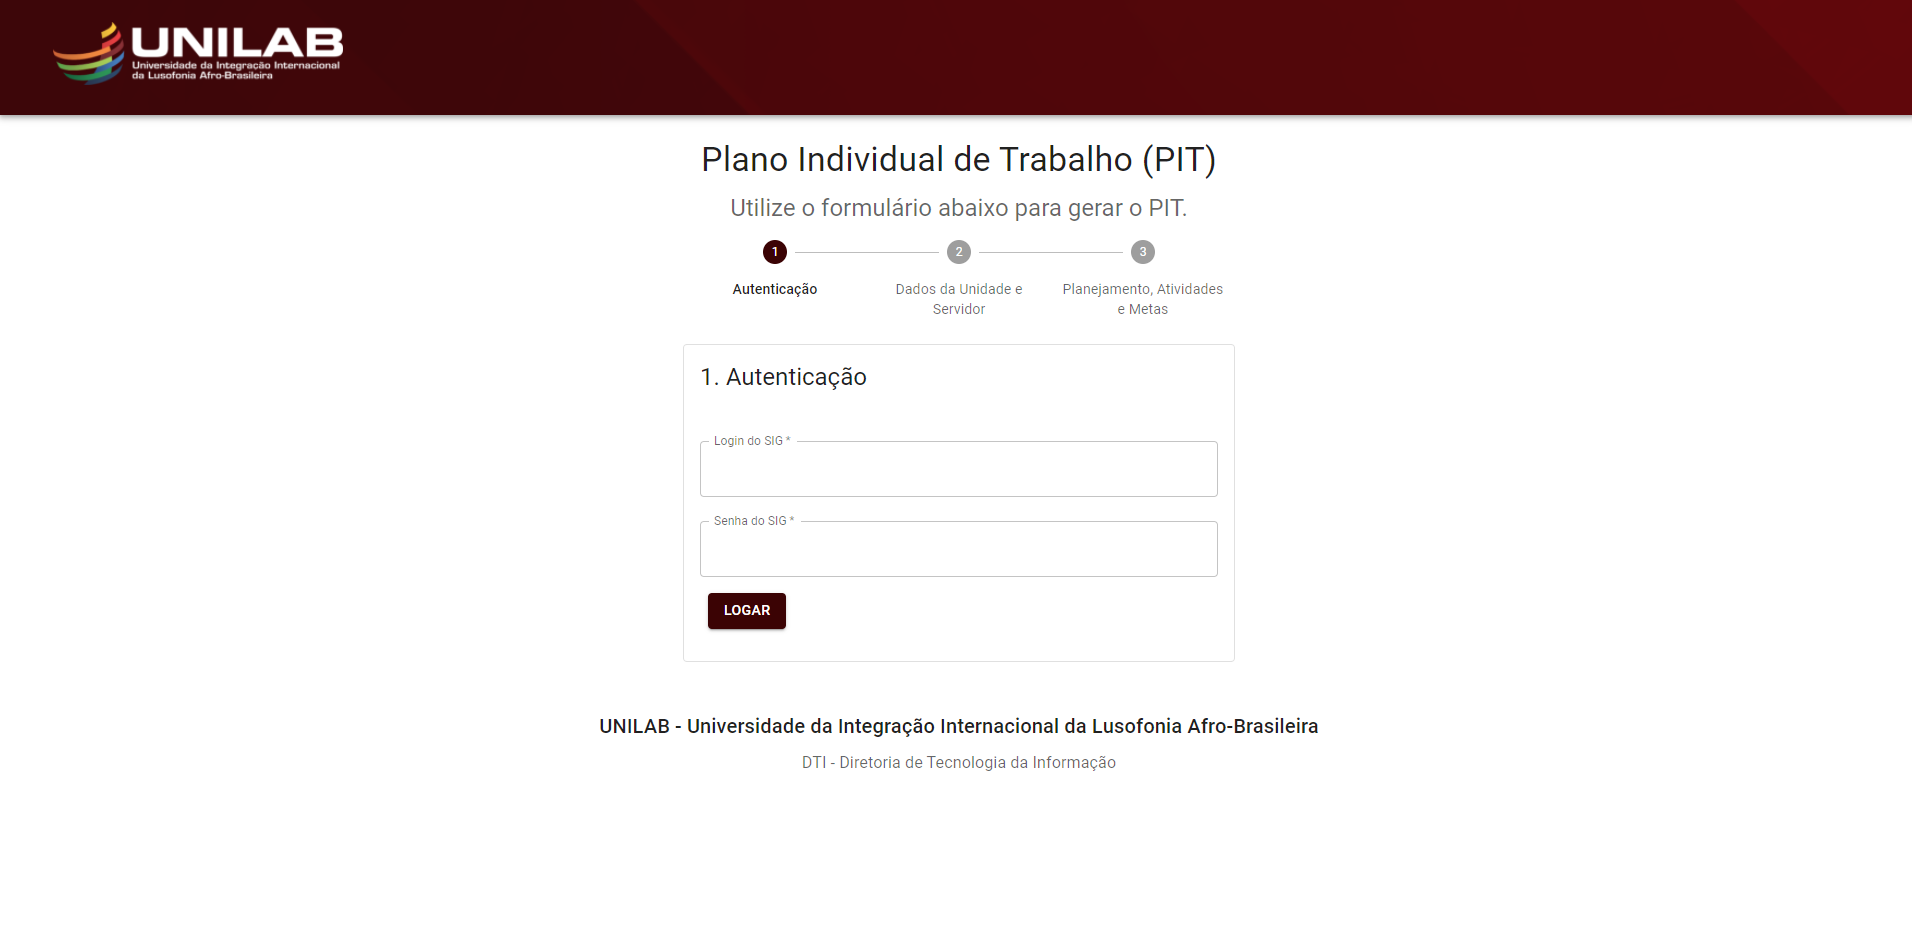 UNILAB
Universidade da Integração Internacional
da Lusofonia Afro-Brasileira
Plano Individual de Trabalho (PIT)
Utilize o formulário abaixo para gerar o PIT.
1
2
3
Autenticação
Dados da Unidade e
Servidor
Planejamento, Atividades
e Metas
1. Autenticação
Login do SIG *
Senha do SIG *
LOGAR
UNILAB - Universidade da Integração Internacional da Lusofonia Afro-Brasileira
DTI - Diretoria de Tecnologia da Informação